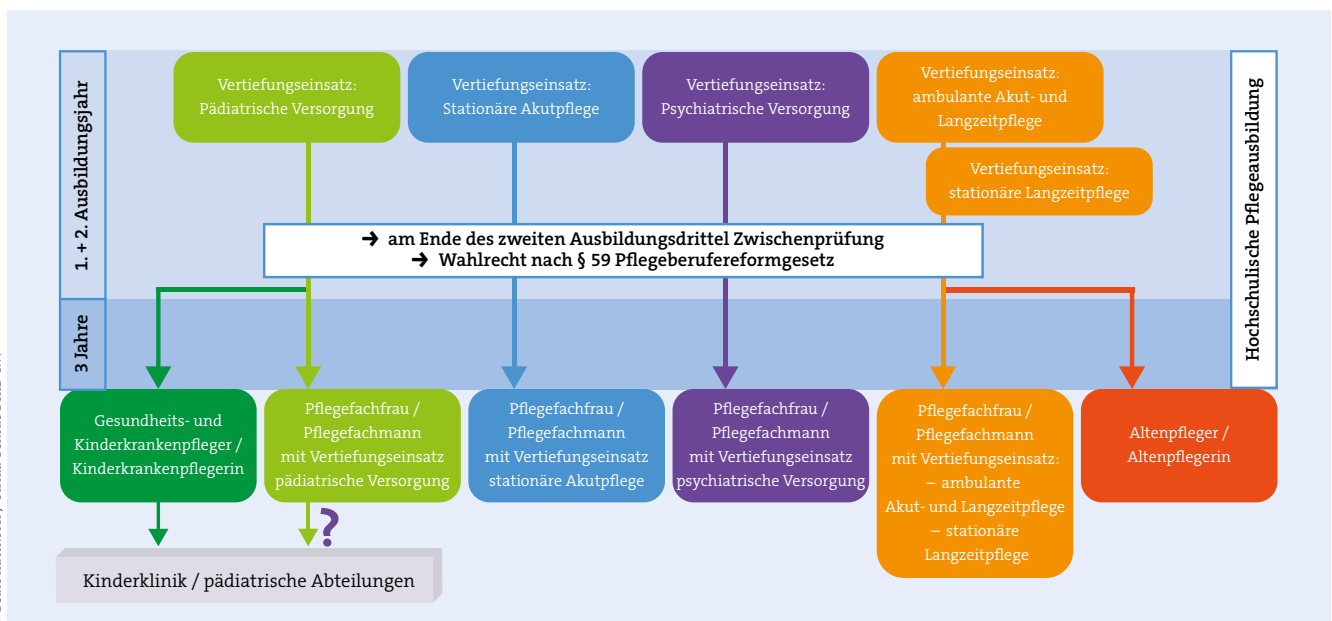 1. + 2. Ausbildungsjahr
Vertiefungseinsatz:
Pädiatrische Versorgung
Vertiefungseinsatz:
Stationäre Akutpflege
Vertiefungseinsatz:
Psychiatrische Versorgung
Vertiefungseinsatz:
ambulante Akut- und
Langzeitpflege
Vertiefungseinsatz:
stationäre Langzeitpflege
Hochschulische Pflegeausbildung
➔ am Ende des zweiten Ausbildungsdrittel Zwischenprüfung
➔ Wahlrecht nach § 59 Pflegeberufereformgesetz
3 Jahre
Gesundheits- und
Kinderkrankenpfleger /
Kinderkrankenpflegerin
Pflegefachfrau /
Pflegefachmann
mit Vertiefungseinsatz
pädiatrische Versorgung
Pflegefachfrau /
Pflegefachmann
mit Vertiefungseinsatz
stationäre Akutpflege
Pflegefachfrau /
Pflegefachmann
mit Vertiefungseinsatz
psychiatrische Versorgung
Pflegefachfrau /
Pflegefachmann
mit Vertiefungseinsatz:
– ambulante
Akut- und Langzeitpflege
– stationäre
Langzeitpflege
Altenpfleger /
Altenpflegerin
?
Kinderklinik / pädiatrische Abteilungen